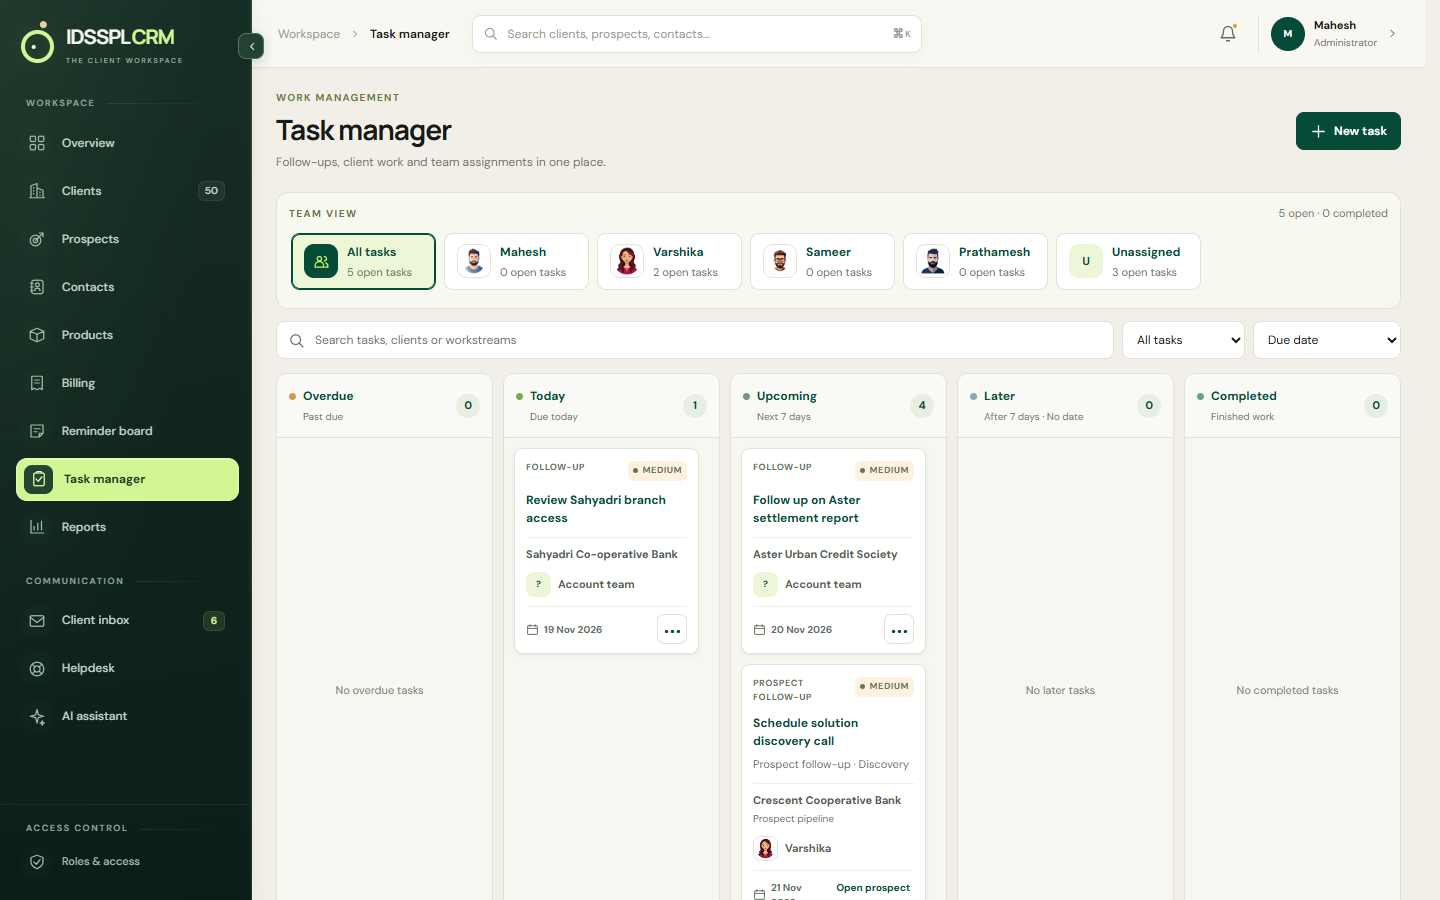 IDSSPLCRM
THE CLIENT WORKSPACE
WORKSPACE
Overview
Clients 50
Prospects
Contacts
Products
Billing
Reminder board
Task manager
Reports
COMMUNICATION
Client inbox 6
Helpdesk
AI assistant
ACCESS CONTROL
Roles & access
Workspace > Task manager
Search clients, prospects, contacts... ⌘K
M
Mahesh
Administrator
WORK MANAGEMENT
Task manager
Follow-ups, client work and team assignments in one place.
+ New task
TEAM VIEW
5 open · 0 completed
All tasks
5 open tasks
Mahesh
0 open tasks
Varshika
2 open tasks
Sameer
0 open tasks
Prathamesh
0 open tasks
U
Unassigned
3 open tasks
Search tasks, clients or workstreams
All tasks
Due date
Overdue
Past due
0
No overdue tasks
Today
Due today
1
FOLLOW-UP
MEDIUM
Review Sahyadri branch
access
Sahyadri Co-operative Bank
? Account team
19 Nov 2026
Upcoming
Next 7 days
4
FOLLOW-UP
MEDIUM
Follow up on Aster
settlement report
Aster Urban Credit Society
? Account team
20 Nov 2026
PROSPECT
FOLLOW-UP
MEDIUM
Schedule solution
discovery call
Prospect follow-up · Discovery
Crescent Cooperative Bank
Prospect pipeline
Varshika
21 Nov
Open prospect
Later
After 7 days · No date
0
No later tasks
Completed
Finished work
0
No completed tasks